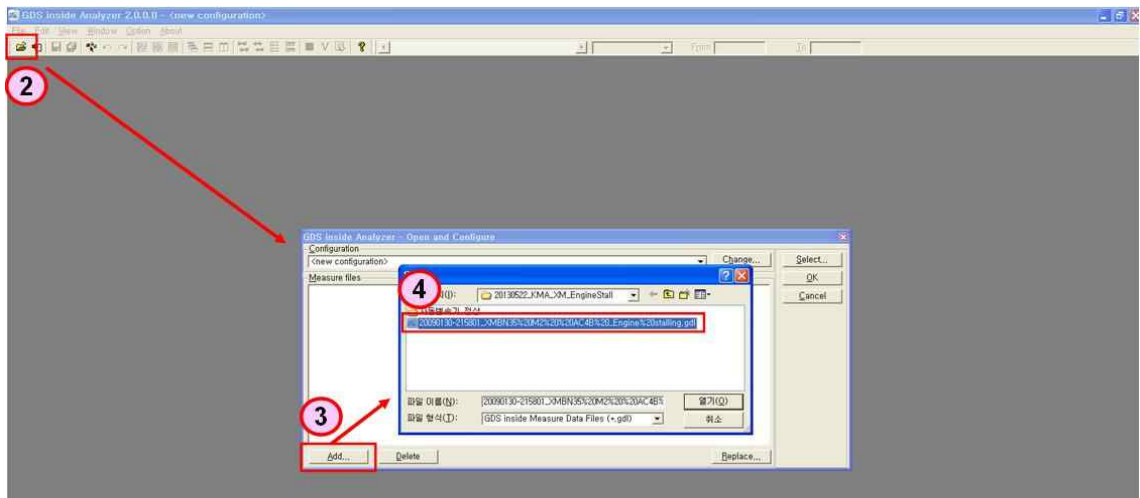 GDS inside Analyzer 2.0.0.0 - <new configuration>
File Edit View Window Option About
From To
2
GDS inside Analyzer - Open and Configure
Configuration
<new configuration>
Change...
Select...
Measure files
OK
Cancel
4
20130522_KMA_XM_EngineStall
20090130-215801_XMBN35%20M2%20%20AC4B%20_Engine%20stalling.gdl
파일 이름(N):
20090130-215801_XMBN35%20M2%20%20AC4B%
열기(O)
파일 형식(T):
GDS inside Measure Data Files (*.gdl)
취소
3
Add...
Delete
Replace...